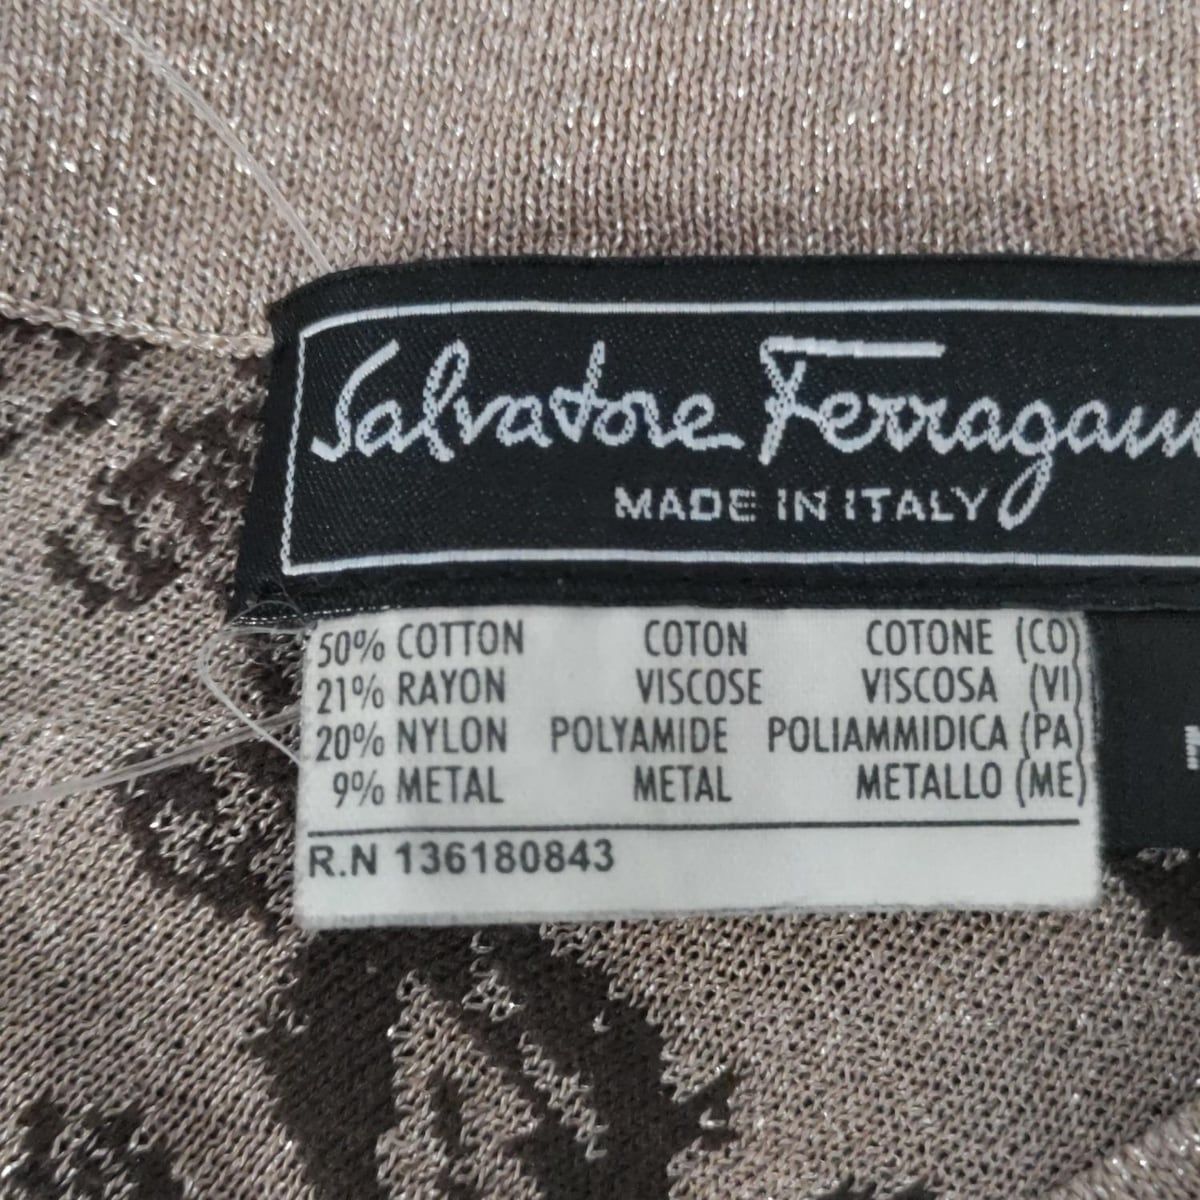 Salvatore Ferragam
MADE IN ITALY
50% COTTON COTON COTONE (CO)
21% RAYON VISCOSE VISCOSA (VI)
20% NYLON POLYAMIDE POLIAMMIDICA (PA)
9% METAL METAL METALLO (ME)
R.N 136180843